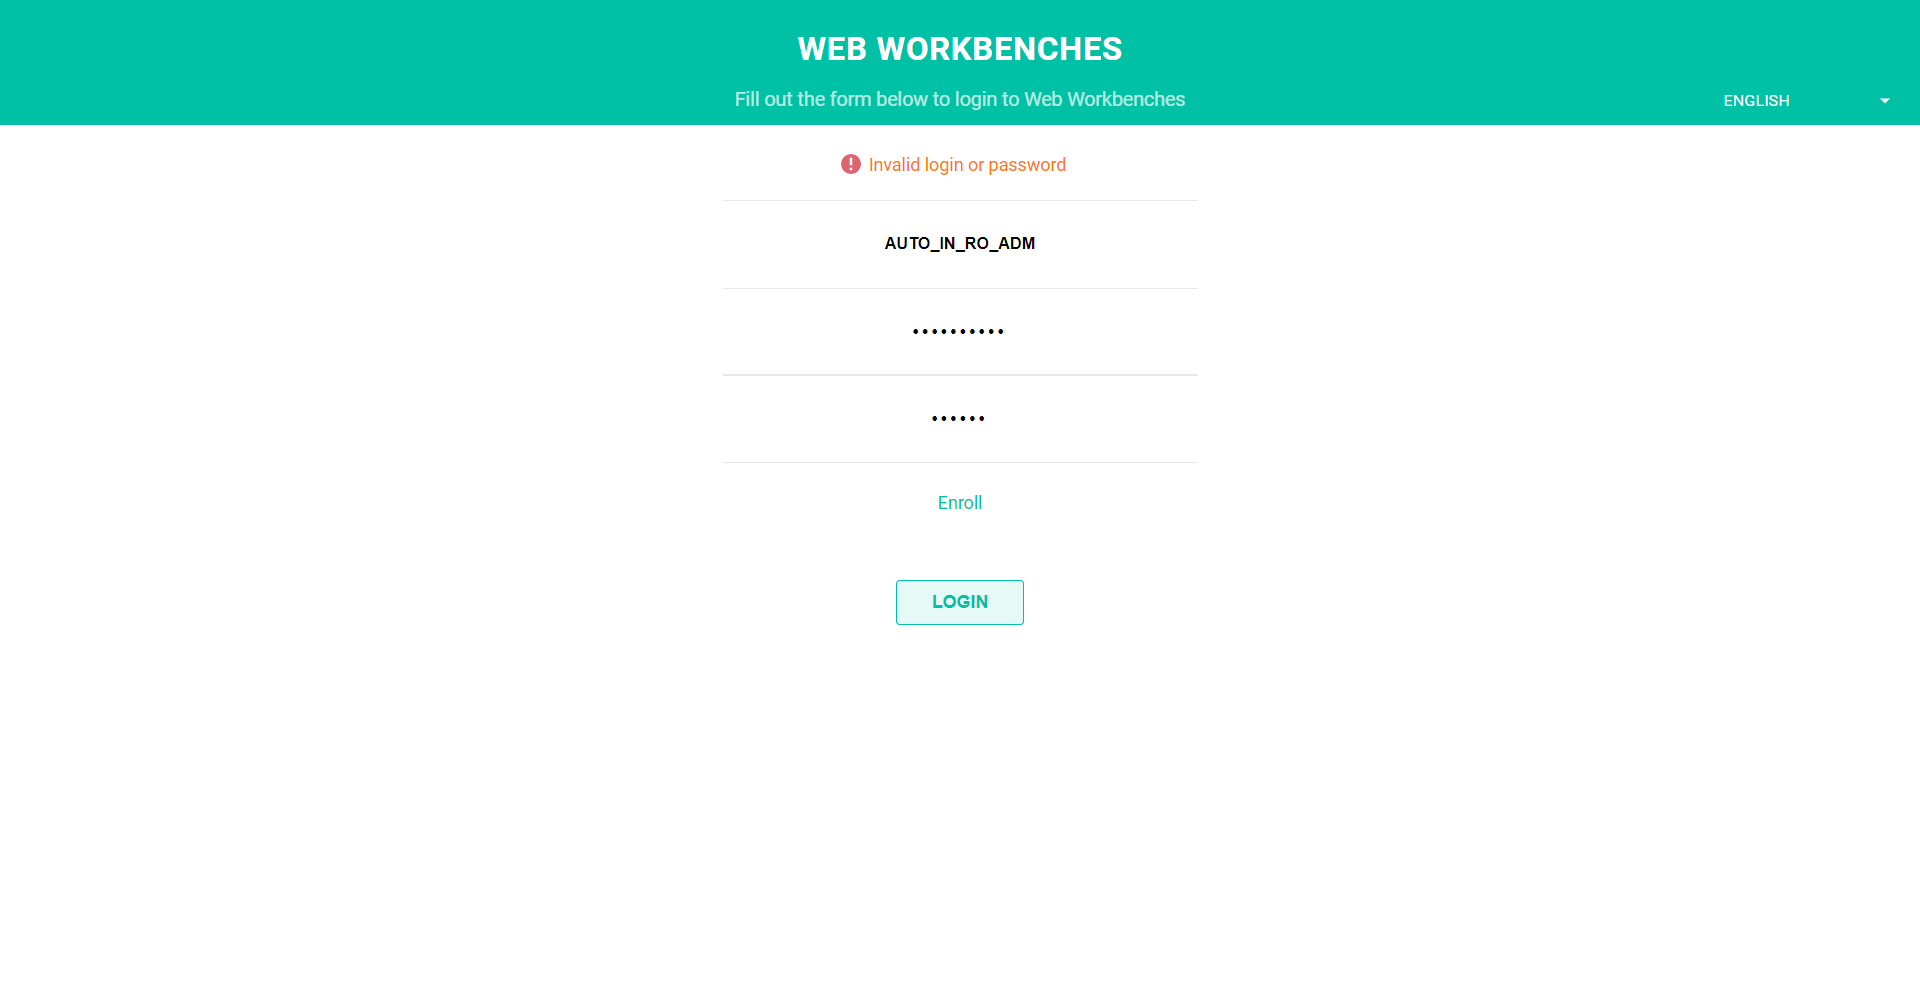 WEB WORKBENCHES
Fill out the form below to login to Web Workbenches
ENGLISH
Invalid login or password
AUTO_IN_RO_ADM
••••••••••
••••••
Enroll
LOGIN